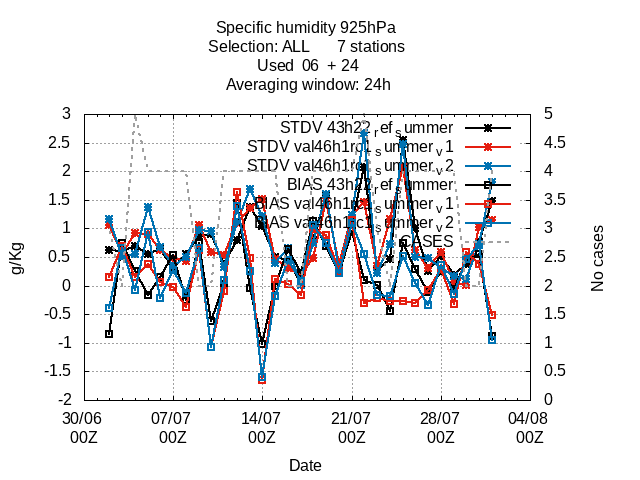 Specific humidity 925hPa
Selection: ALL 7 stations
Used 06 + 24
Averaging window: 24h
g/Kg
3
2.5
2
1.5
1
0.5
0
-0.5
-1
-1.5
-2
STDV 43h22_ref_summer
STDV val46h1rc1_summer_v1
STDV val46h1rc1_summer_v2
BIAS 43h22_ref_summer
BIAS val46h1rc1_summer_v1
BIAS val46h1rc1_summer_v2
CASES
5
4.5
4
3.5
3
2.5
2
1.5
1
0.5
0
No cases
30/06 07/07 14/07 21/07 28/07 04/08
00Z 00Z 00Z 00Z 00Z 00Z
Date